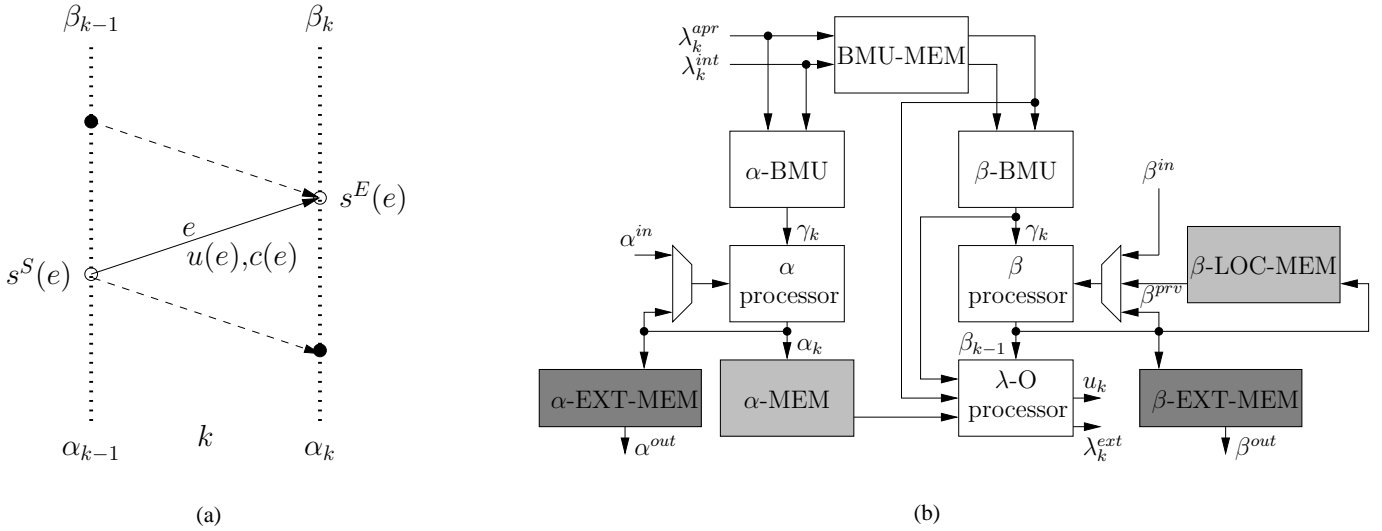 β_{k−1}
β_k
s^E(e)
e
u(e),c(e)
s^S(e)
α_{k−1}
k
α_k
(a)
λ_k^{apr}
λ_k^{int}
BMU-MEM
α-BMU
β-BMU
β^{in}
γ_k
γ_k
α^{in}
α
processor
β
processor
β-LOC-MEM
β^{prv}
α_k
β_{k−1}
α-EXT-MEM
α-MEM
λ-O
processor
u_k
β-EXT-MEM
α^{out}
λ_k^{ext}
β^{out}
(b)